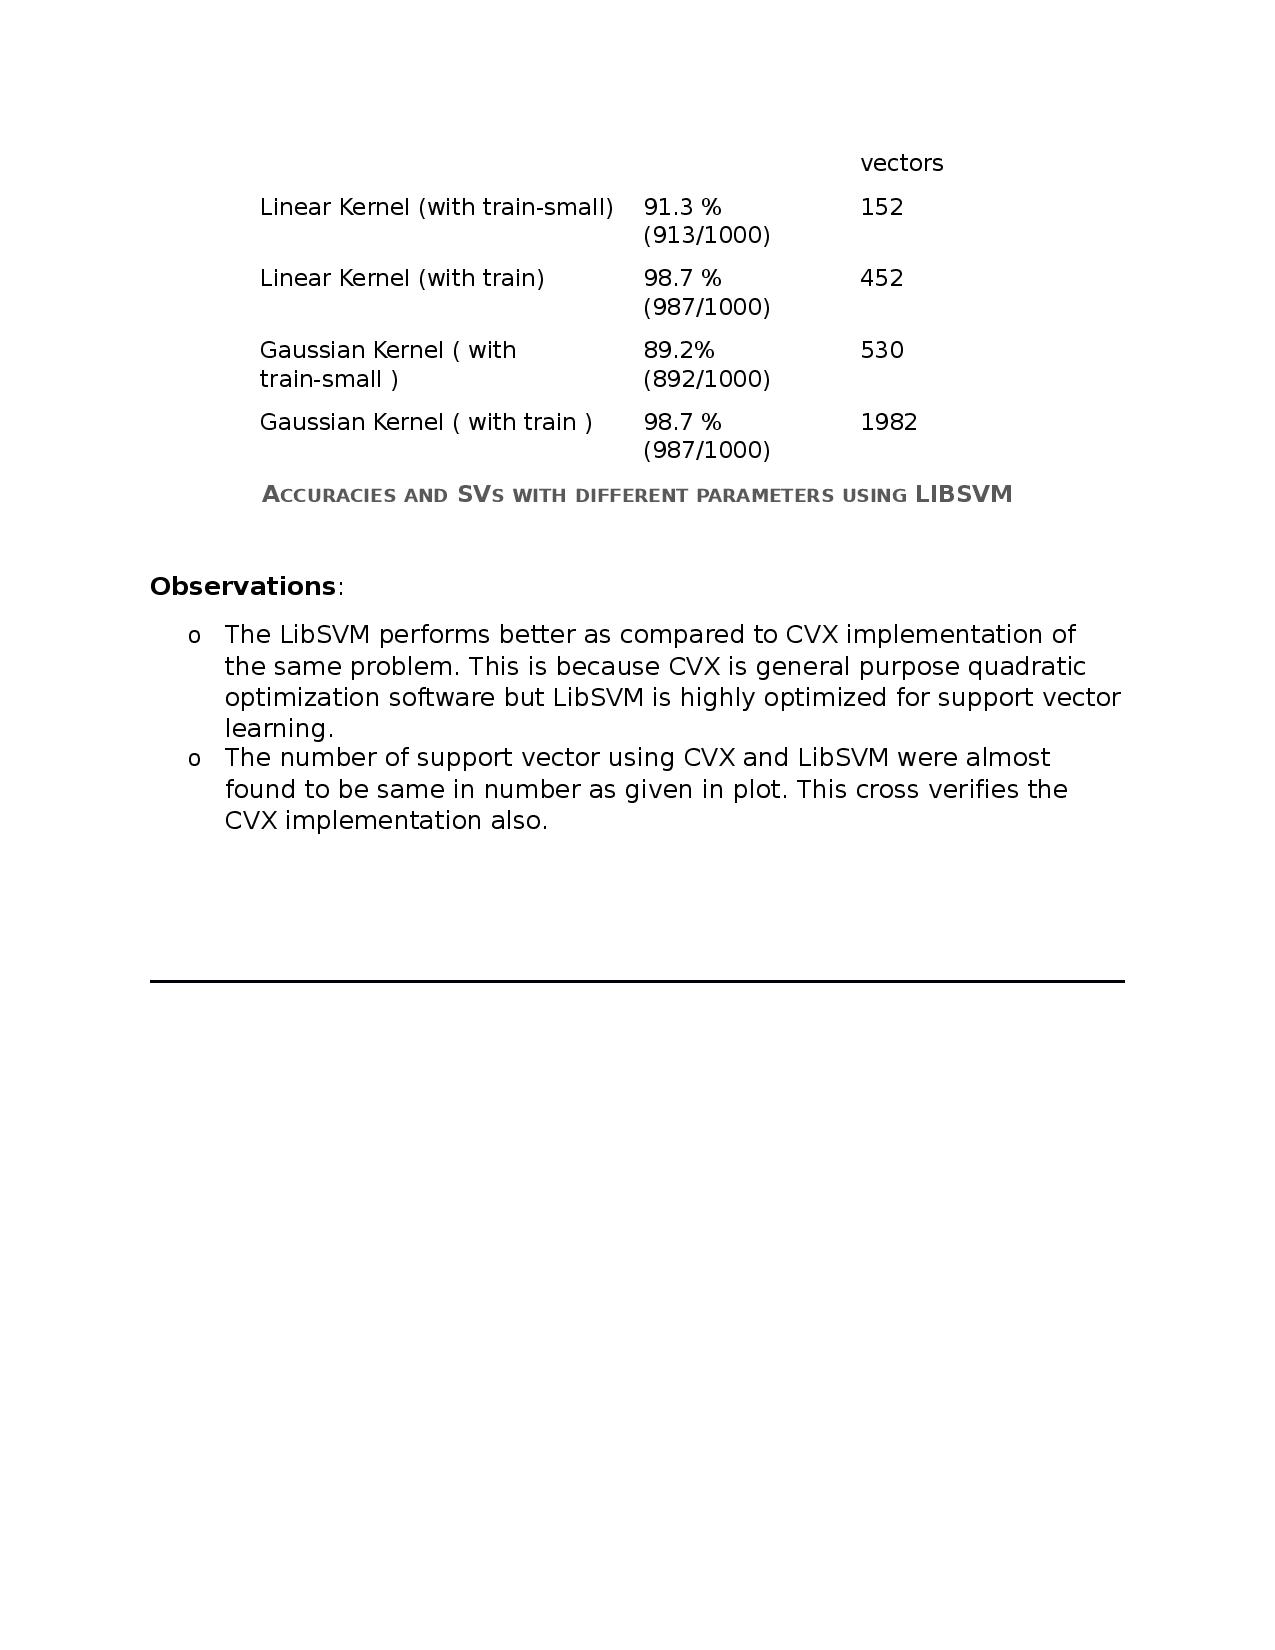 vectors
Linear Kernel (with train-small) 91.3 % 152
(913/1000)
Linear Kernel (with train) 98.7 % 452
(987/1000)
Gaussian Kernel ( with 89.2% 530
train-small ) (892/1000)
Gaussian Kernel ( with train ) 98.7 % 1982
(987/1000)
ACCURACIES AND SVS WITH DIFFERENT PARAMETERS USING LIBSVM
Observations:
o The LibSVM performs better as compared to CVX implementation of
the same problem. This is because CVX is general purpose quadratic
optimization software but LibSVM is highly optimized for support vector
learning.
o The number of support vector using CVX and LibSVM were almost
found to be same in number as given in plot. This cross verifies the
CVX implementation also.